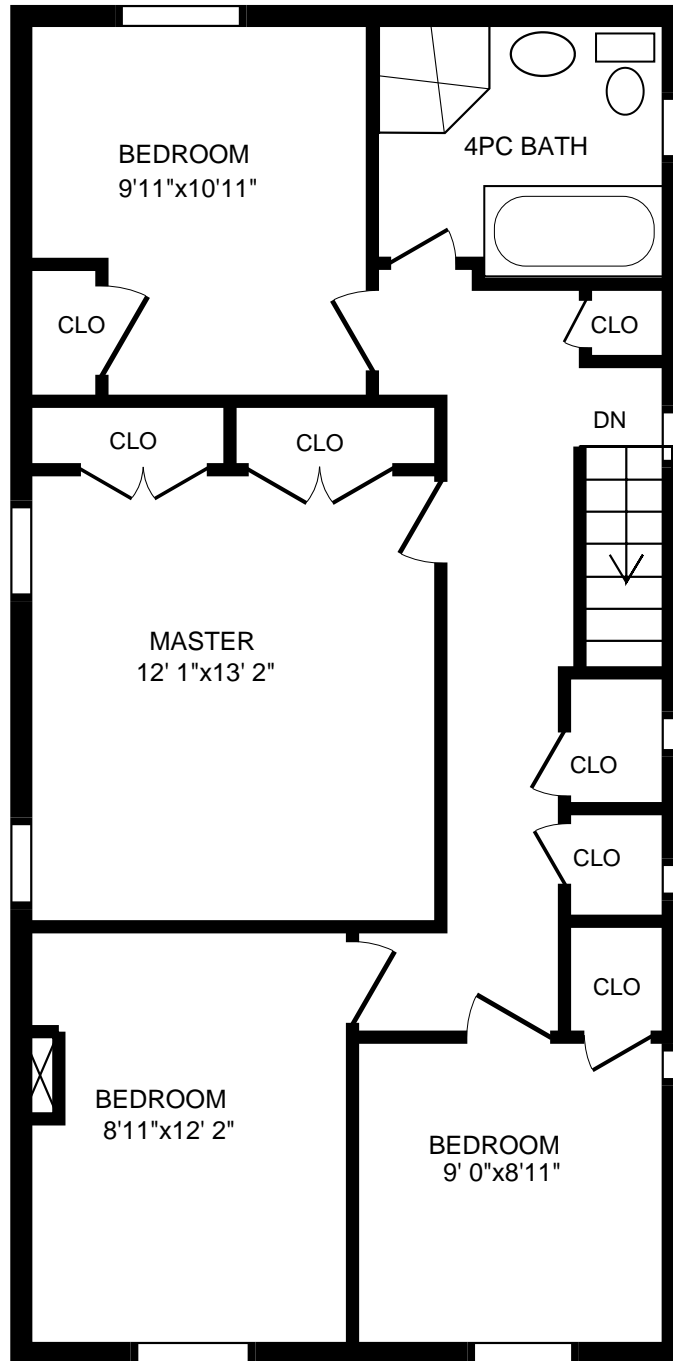 BEDROOM
9'11"x10'11"
4PC BATH
CLO
CLO
CLO
CLO
DN
MASTER
12' 1"x13' 2"
CLO
CLO
CLO
BEDROOM
8'11"x12' 2"
BEDROOM
9' 0"x8'11"